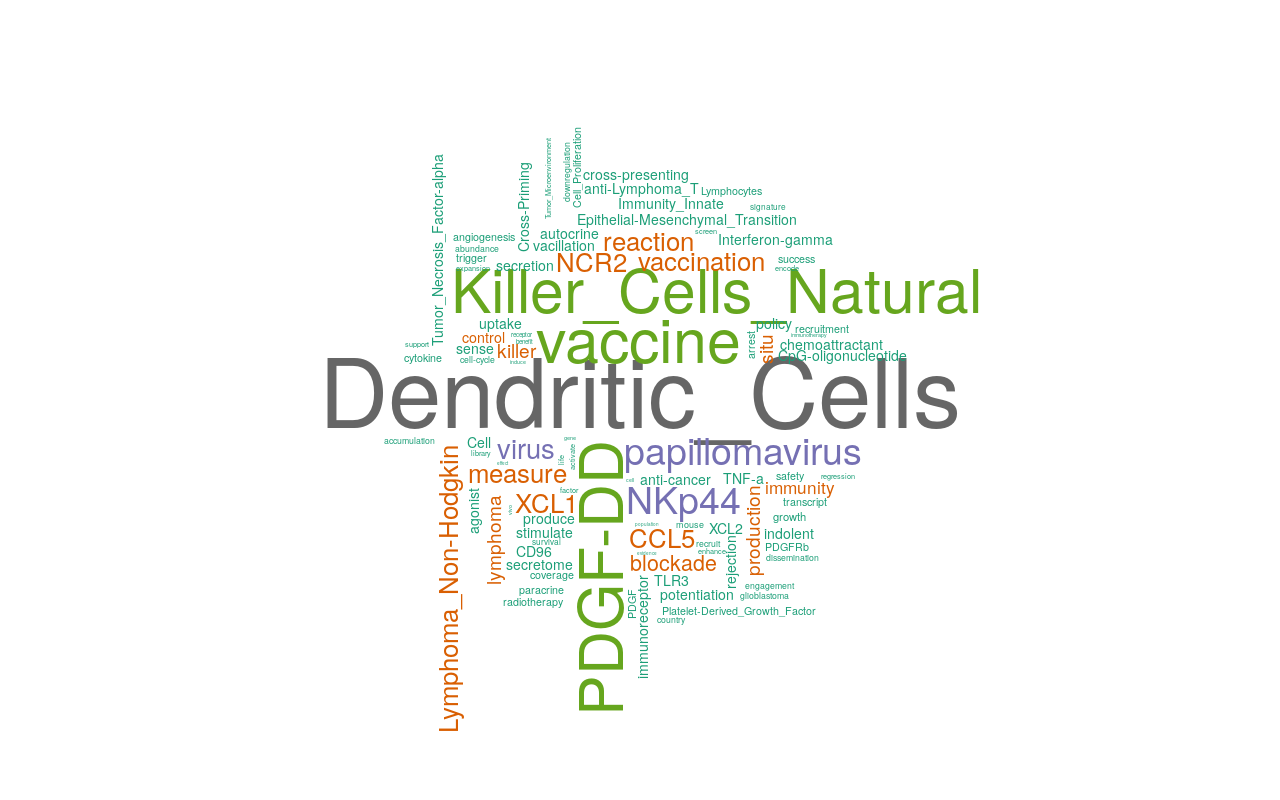 cross-presenting
anti-Lymphoma_T
Lymphocytes
Immunity_Innate
signature
Epithelial-Mesenchymal_Transition
Tumor_Microenvironment
downregulation
Cell_Proliferation
Cross-Priming
Tumor_Necrosis_Factor-alpha
angiogenesis
autocrine
reaction
screen
Interferon-gamma
abundance
vacillation
trigger
secretion
NCR2
vaccination
success
expansion
encode
Killer_Cells_Natural
uptake
vaccine
policy
recruitment
control
receptor
benefit
immunotherapy
support
sense
killer
arrest
situ
chemoattractant
cytokine
cell-cycle
induce
CpG-oligonucleotide
Dendritic_Cells
accumulation
Cell
virus
gene
papillomavirus
library
effect
life
activate
Lymphoma_Non-Hodgkin
measure
PDGF-DD
cell
anti-cancer
TNF-a
safety
regression
agonist
factor
immunity
lymphoma
vivo
XCL1
NKp44
production
transcript
produce
population
mouse
XCL2
growth
stimulate
CCL5
indolent
survival
recruit
rejection
PDGFRb
CD96
evidence
enhance
dissemination
secretome
blockade
coverage
TLR3
paracrine
PDGF
immunoreceptor
potentiation
engagement
glioblastoma
radiotherapy
Platelet-Derived_Growth_Factor
country